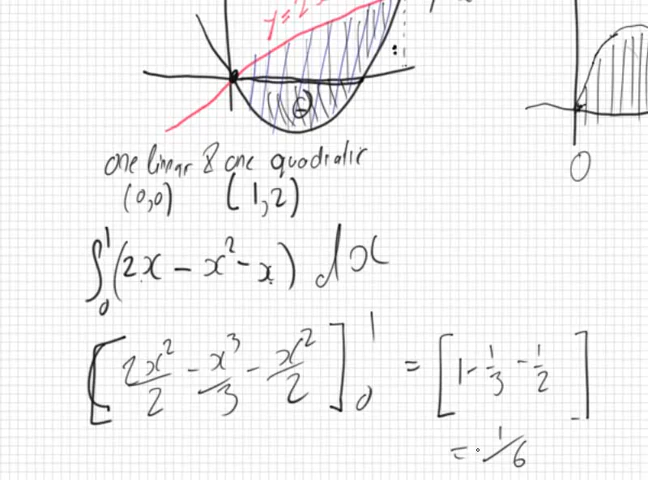 y=2
②
0
one linear & one quadratic
(0,0) (1,2)
∫₀¹(2x − x² − x) dx
[2x²/2 − x³/3 − x²/2]₀¹ = [1 - 1/3 - 1/2]
= 1/6